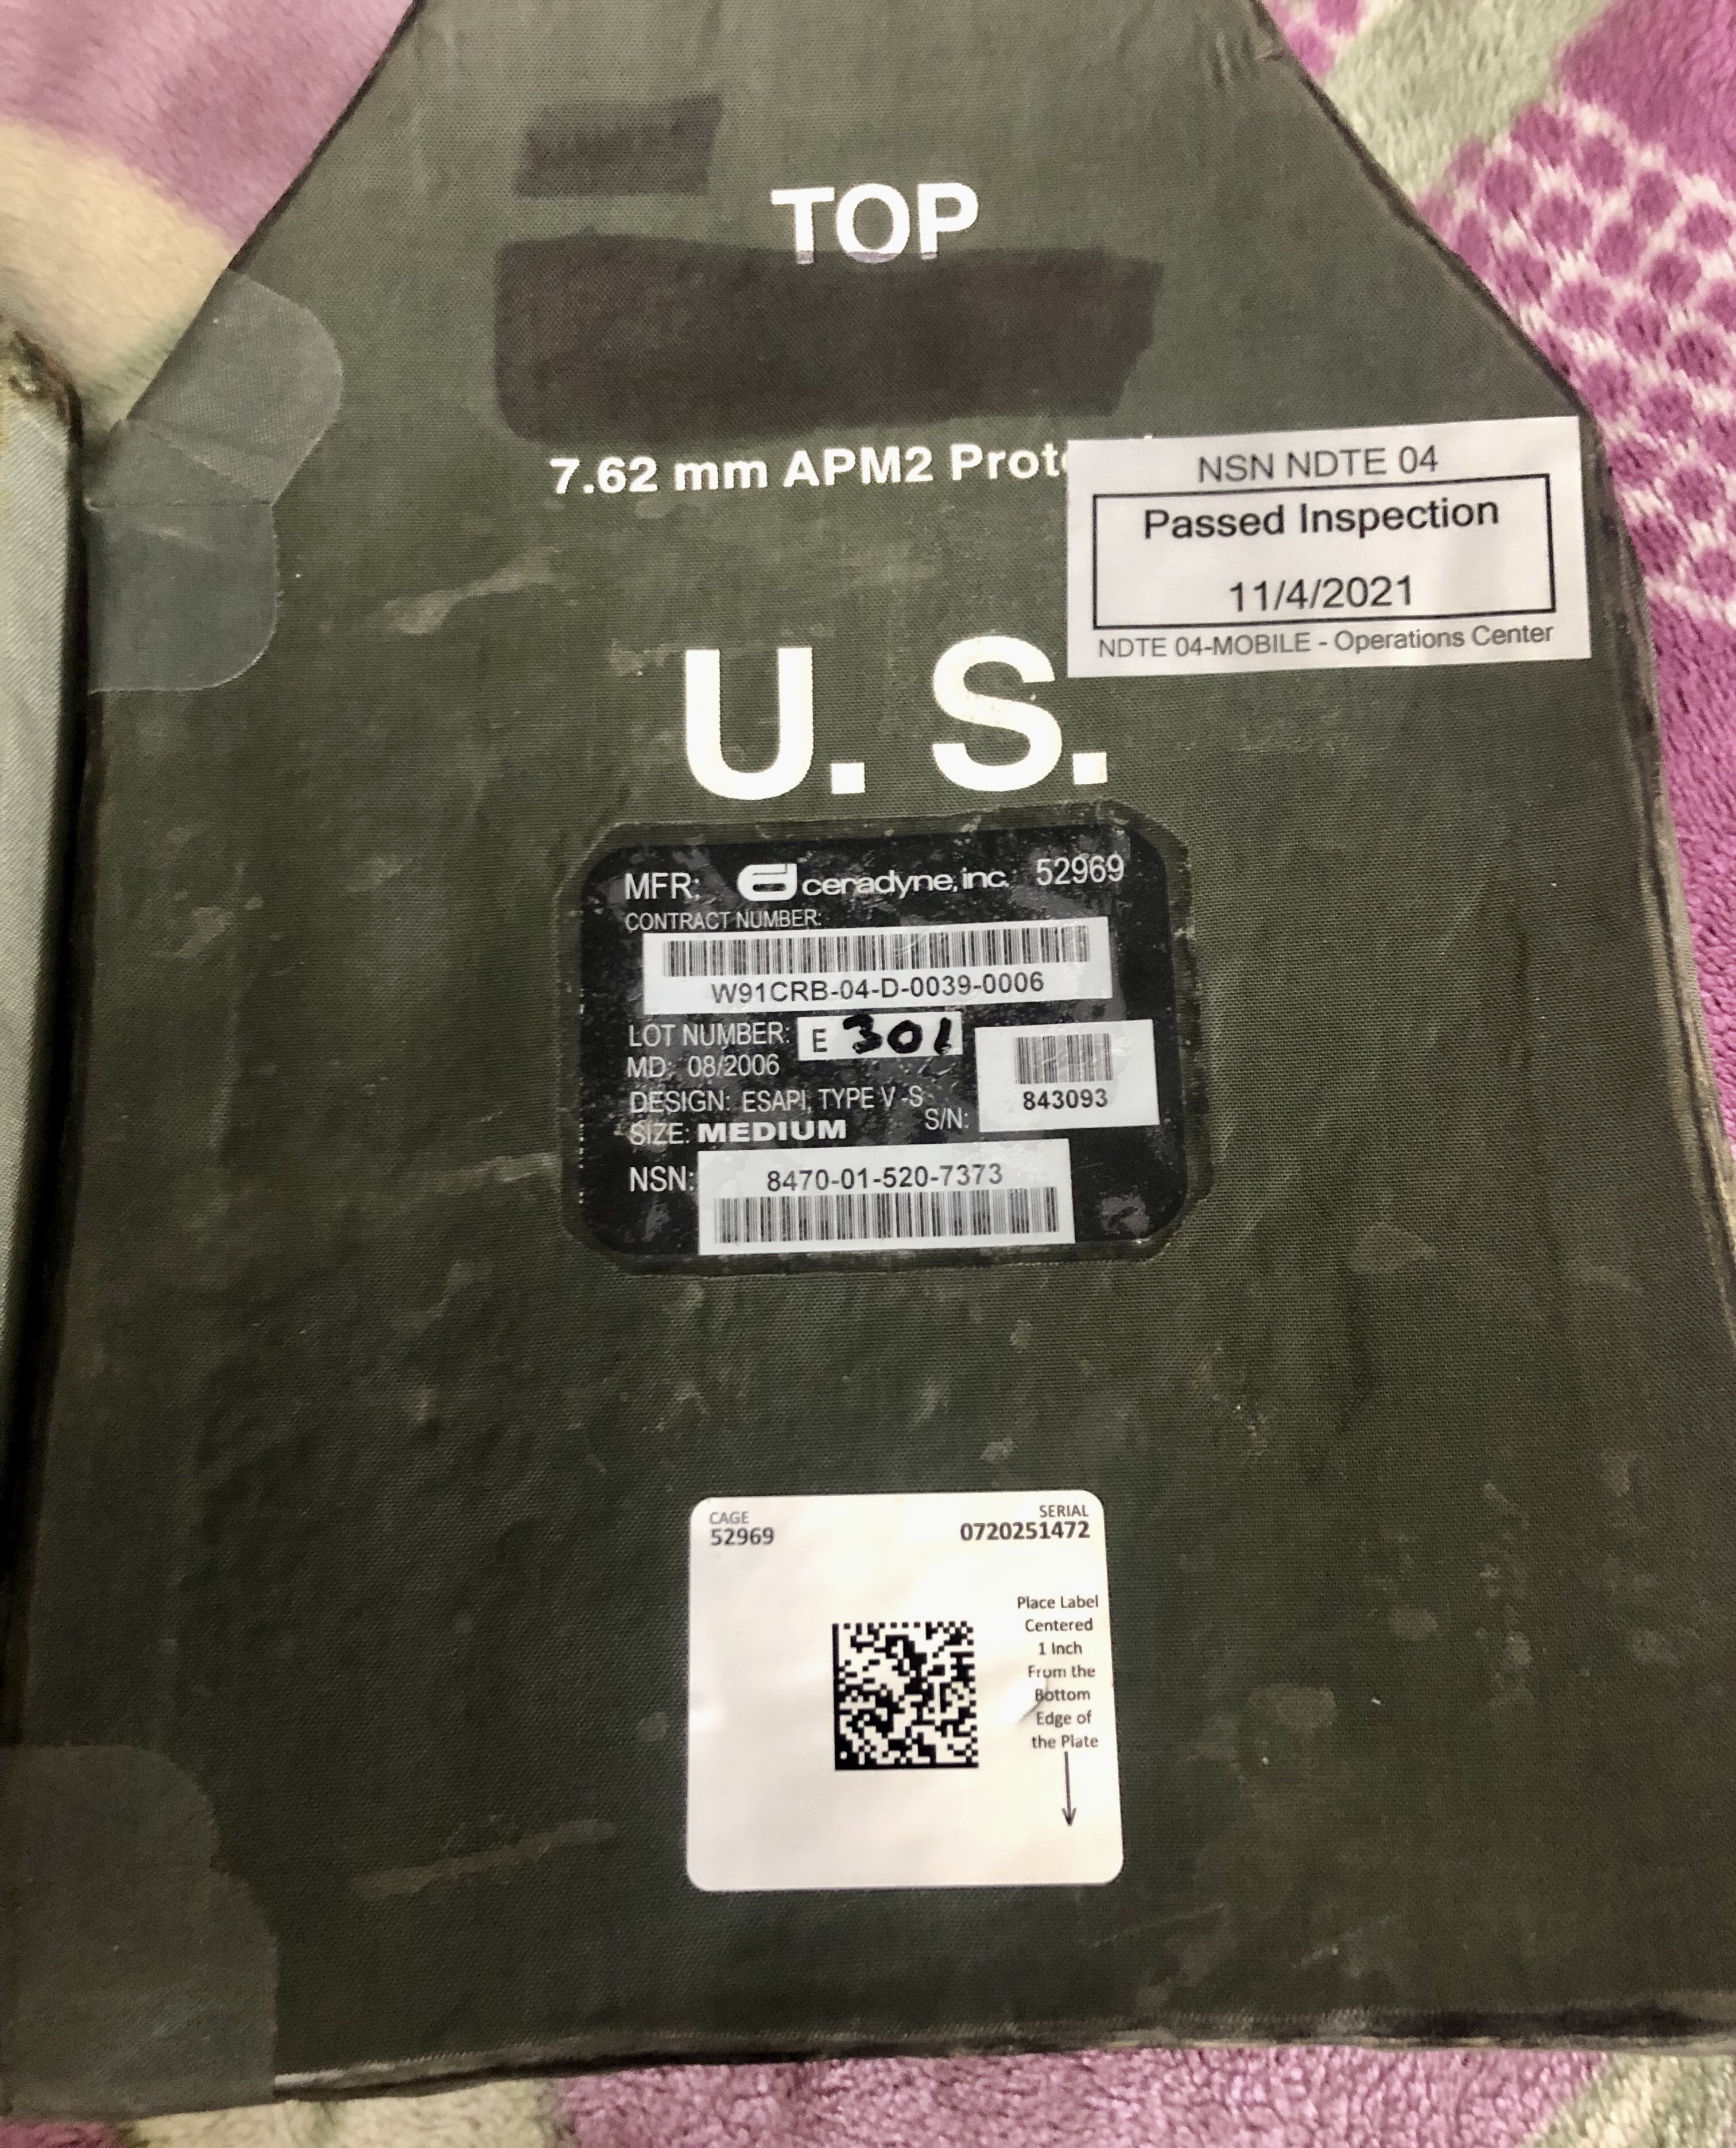 TOP
7.62 mm APM2
NSN NDTE 04
Passed Inspection
11/4/2021
NDTE 04-MOBILE - Operations Center
U. S.
MFR: ceradyne, inc. 52969
CONTRACT NUMBER:
W91CRB-04-D-0039-0006
LOT NUMBER: E 301
MD: 08/2006
DESIGN: ESAPI, TYPE V -S
SIZE: MEDIUM
S/N: 843093
NSN: 8470-01-520-7373
CAGE
52969
SERIAL
0720251472
Place Label
Centered
1 Inch
From the
Bottom
Edge of
the Plate